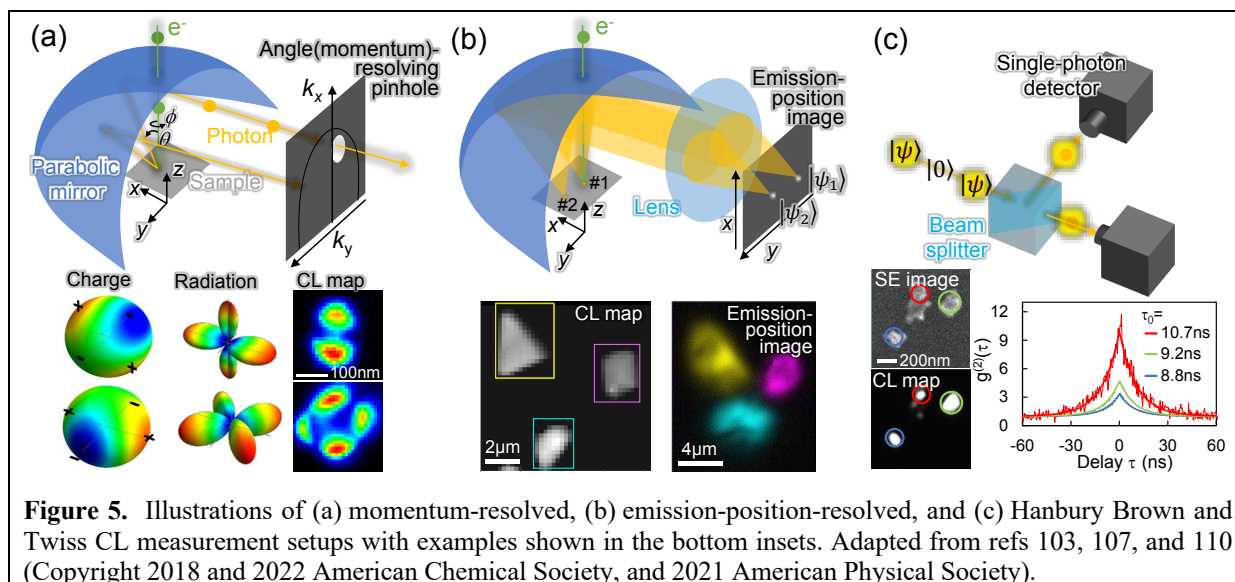 (a)
e-
Angle(momentum)-
resolving
pinhole
kx
ϕ
θ
Photon
Parabolic
mirror
Sample
x
z
y
ky
Charge
Radiation
CL map
+
-
-
+
100nm
+
-
-
+
(b)
e-
Emission-
position
image
#1
#2
|ψ1⟩
|ψ2⟩
Lens
x
z
y
x
y
CL map
2μm
Emission-
position
image
4μm
(c)
Single-photon
detector
|ψ⟩
|0⟩
|ψ⟩
Beam
splitter
SE image
200nm
CL map
g(2)(τ)
12
9
6
3
0
τ0=
10.7ns
9.2ns
8.8ns
-60 -30 0 30 60
Delay τ (ns)
Figure 5. Illustrations of (a) momentum-resolved, (b) emission-position-resolved, and (c) Hanbury Brown and
Twiss CL measurement setups with examples shown in the bottom insets. Adapted from refs 103, 107, and 110
(Copyright 2018 and 2022 American Chemical Society, and 2021 American Physical Society).